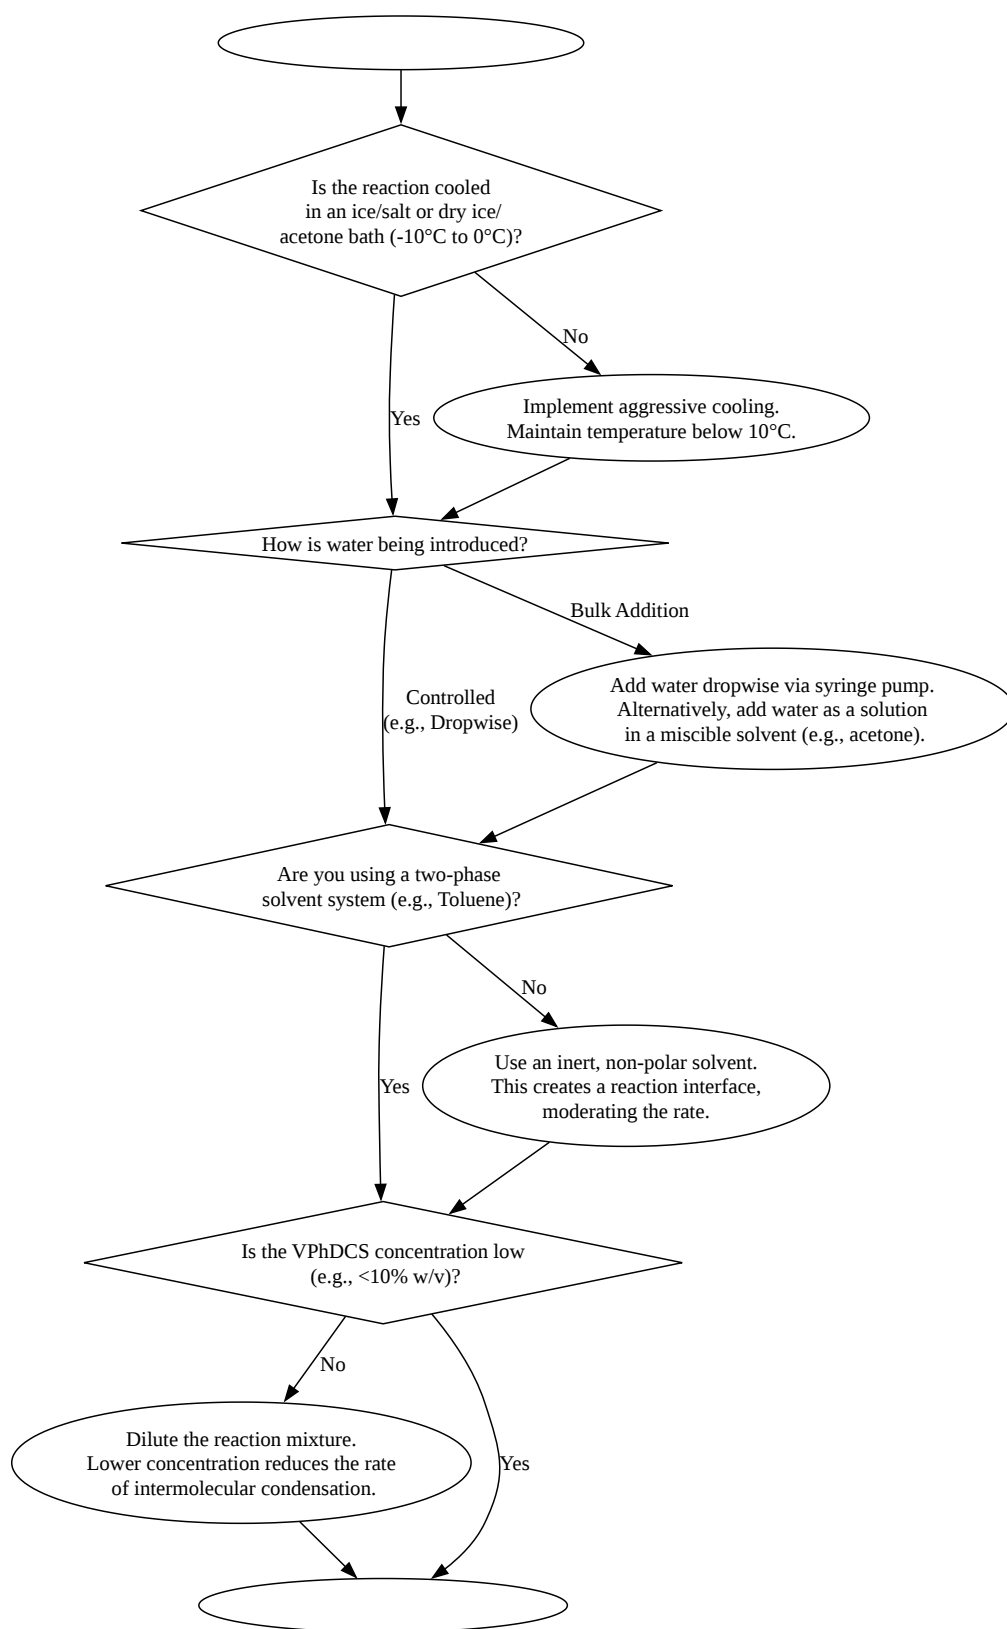 Is the reaction cooled
in an ice/salt or dry ice/
acetone bath (-10°C to 0°C)?
No
Implement aggressive cooling.
Maintain temperature below 10°C.
Yes
How is water being introduced?
Bulk Addition
Add water dropwise via syringe pump.
Alternatively, add water as a solution
in a miscible solvent (e.g., acetone).
Controlled
(e.g., Dropwise)
Are you using a two-phase
solvent system (e.g., Toluene)?
No
Use an inert, non-polar solvent.
This creates a reaction interface,
moderating the rate.
Yes
Is the VPhDCS concentration low
(e.g., <10% w/v)?
No
Dilute the reaction mixture.
Lower concentration reduces the rate
of intermolecular condensation.
Yes